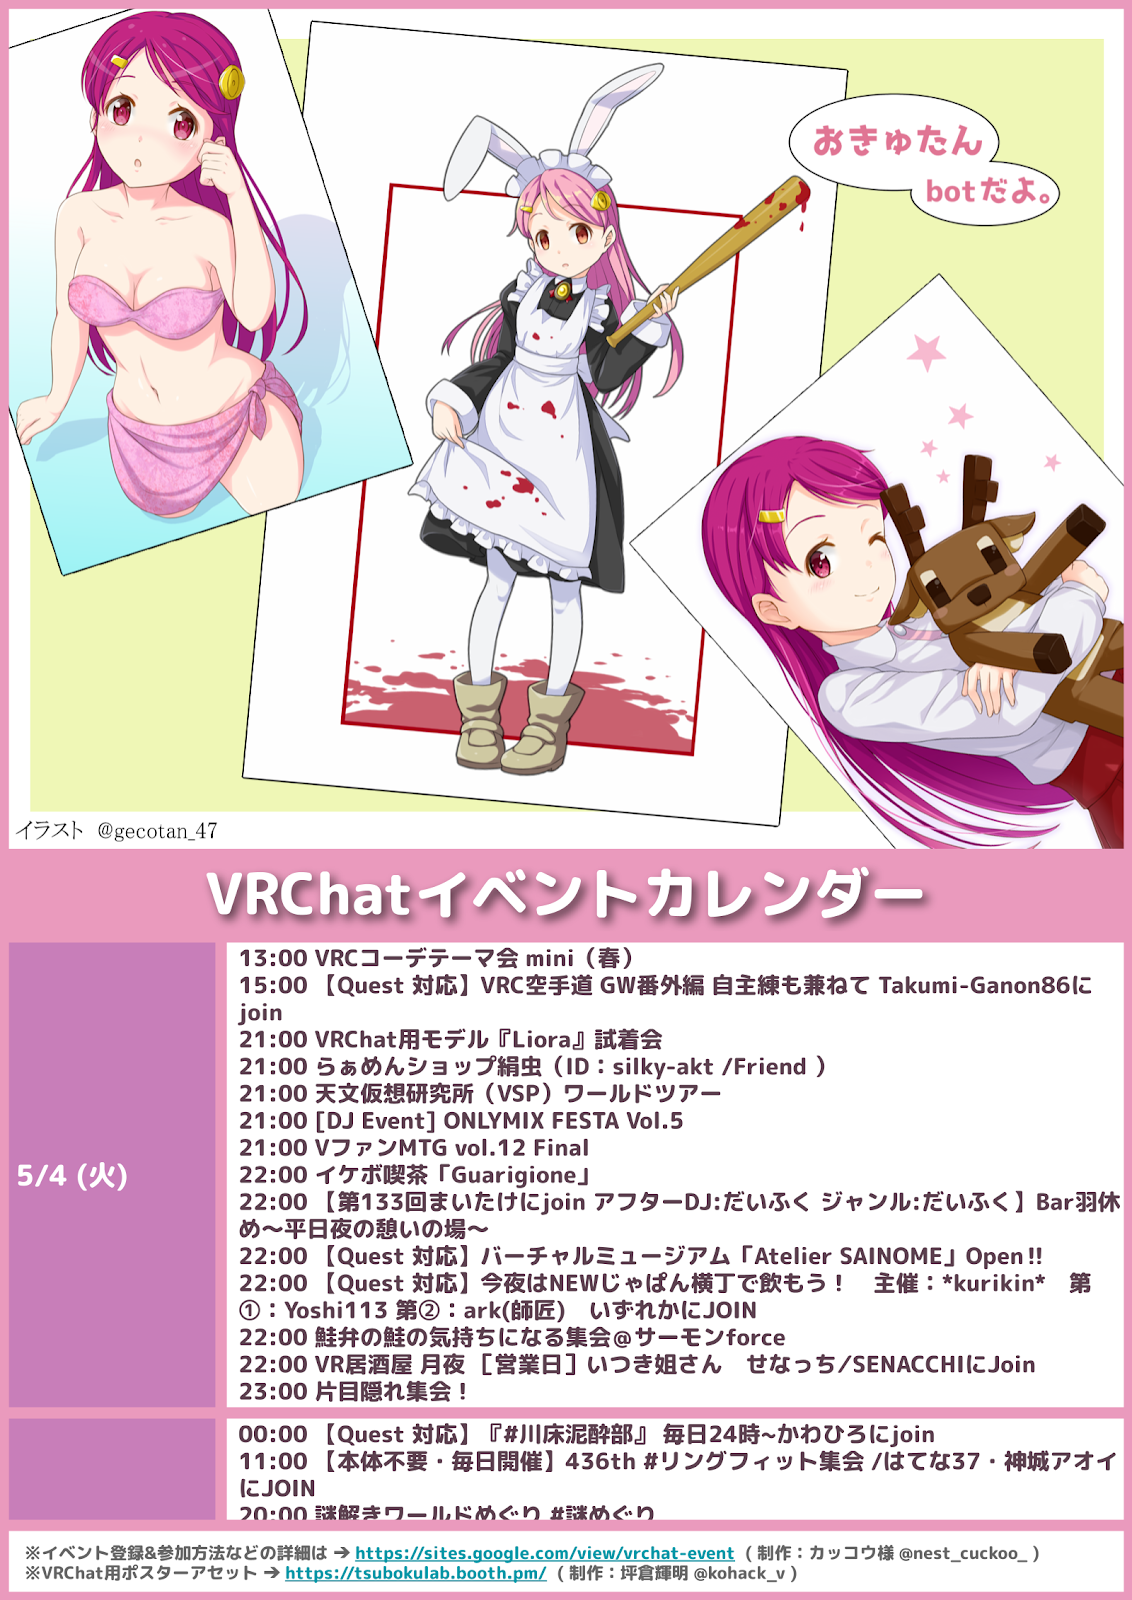 おきゅたん
botだよ。
イラスト @gecotan_47
VRChatイベントカレンダー
5/4 (火)
13:00 VRCコーデテーマ会 mini（春）
15:00 【Quest 対応】VRC空手道 GW番外編 自主練も兼ねて Takumi-Ganon86に
join
21:00 VRChat用モデル『Liora』試着会
21:00 らぁめんショップ絹虫（ID：silky-akt /Friend ）
21:00 天文仮想研究所（VSP）ワールドツアー
21:00 [DJ Event] ONLYMIX FESTA Vol.5
21:00 VファンMTG vol.12 Final
22:00 イケボ喫茶「Guarigione」
22:00 【第133回まいたけにjoin アフターDJ:だいふく ジャンル:だいふく】Bar羽休
め～平日夜の憩いの場～
22:00 【Quest 対応】バーチャルミュージアム「Atelier SAINOME」Open!!
22:00 【Quest 対応】今夜はNEWじゃぱん横丁で飲もう！　主催：*kurikin*　第
①：Yoshi113 第②：ark(師匠)　いずれかにJOIN
22:00 鮭弁の鮭の気持ちになる集会@サーモンforce
22:00 VR居酒屋 月夜 ［営業日］いつき姐さん　せなっち/SENACCHIにJoin
23:00 片目隠れ集会！
00:00 【Quest 対応】『#川床泥酔部』 毎日24時~かわひろにjoin
11:00 【本体不要・毎日開催】436th #リングフィット集会 /はてな37・神城アオイ
にJOIN
20:00 謎解きワールドめぐり #謎めぐり
※イベント登録&参加方法などの詳細は → https://sites.google.com/view/vrchat-event ( 制作：カッコウ様 @nest_cuckoo_ )
※VRChat用ポスターアセット → https://tsubokulab.booth.pm/ ( 制作：坪倉輝明 @kohack_v )